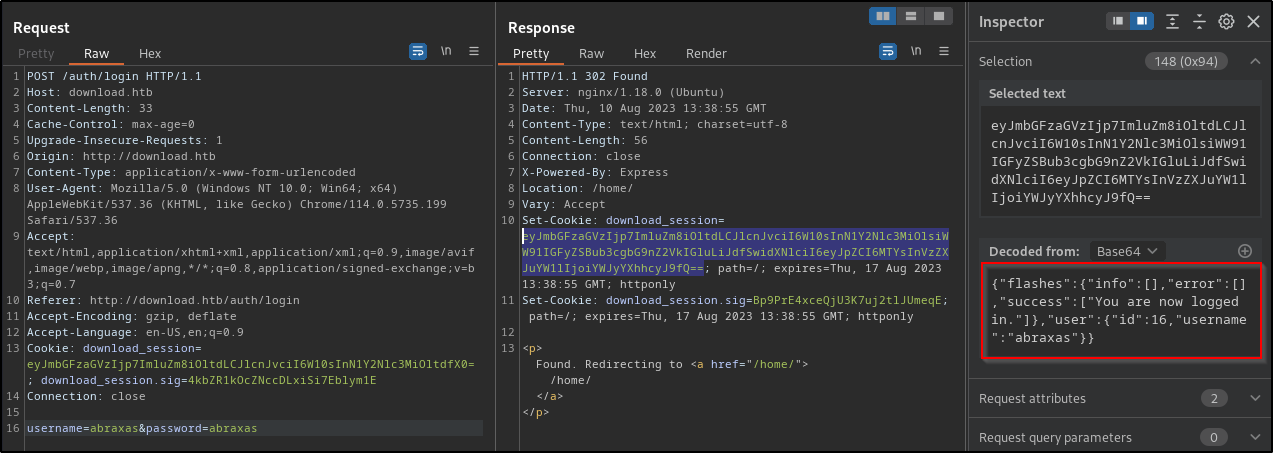 Request
Pretty Raw Hex
\n
1 POST /auth/login HTTP/1.1
2 Host: download.htb
3 Content-Length: 33
4 Cache-Control: max-age=0
5 Upgrade-Insecure-Requests: 1
6 Origin: http://download.htb
7 Content-Type: application/x-www-form-urlencoded
8 User-Agent: Mozilla/5.0 (Windows NT 10.0; Win64; x64)
AppleWebKit/537.36 (KHTML, like Gecko) Chrome/114.0.5735.199
Safari/537.36
9 Accept:
text/html,application/xhtml+xml,application/xml;q=0.9,image/avif
,image/webp,image/apng,*/*;q=0.8,application/signed-exchange;v=b
3;q=0.7
10 Referer: http://download.htb/auth/login
11 Accept-Encoding: gzip, deflate
12 Accept-Language: en-US,en;q=0.9
13 Cookie: download_session=
eyJmbGFzaGVzIjp7ImluZm8iOltdLCJlcnJvciI6W10sInN1Y2Nlc3MiOltdfX0=
; download_session.sig=4kbZR1kOcZNccDLxiSi7Eblym1E
14 Connection: close
15
16 username=abraxas&password=abraxas
Response
Pretty Raw Hex Render
\n
1 HTTP/1.1 302 Found
2 Server: nginx/1.18.0 (Ubuntu)
3 Date: Thu, 10 Aug 2023 13:38:55 GMT
4 Content-Type: text/html; charset=utf-8
5 Content-Length: 56
6 Connection: close
7 X-Powered-By: Express
8 Location: /home/
9 Vary: Accept
10 Set-Cookie: download_session=
eyJmbGFzaGVzIjp7ImluZm8iOltdLCJlcnJvciI6W10sInN1Y2Nlc3MiOlsiW
W91IGFyZSBub3cgbG9nZ2VkIGluLiJdfSwidXNlciI6eyJpZCI6MTYsInVzZX
JuYW1lIjoiYWJyYXhhcyJ9fQ==; path=/; expires=Thu, 17 Aug 2023
13:38:55 GMT; httponly
11 Set-Cookie: download_session.sig=Bp9PrE4xceQjU3K7uj2tlJUmeqE;
path=/; expires=Thu, 17 Aug 2023 13:38:55 GMT; httponly
12
13 <p>
Found. Redirecting to <a href="/home/">
/home/
</a>
</p>
Inspector
Selection 148 (0x94)
Selected text
eyJmbGFzaGVzIjp7ImluZm8iOltdLCJl
cnJvciI6W10sInN1Y2Nlc3MiOlsiWW91
IGFyZSBub3cgbG9nZ2VkIGluLiJdfSwi
dXNlciI6eyJpZCI6MTYsInVzZXJuYW1l
IjoiYWJyYXhhcyJ9fQ==
Decoded from: Base64
{"flashes":{"info":[],"error":[]
,"success":["You are now logged
in."]},"user":{"id":16,"username
":"abraxas"}}
Request attributes 2
Request query parameters 0